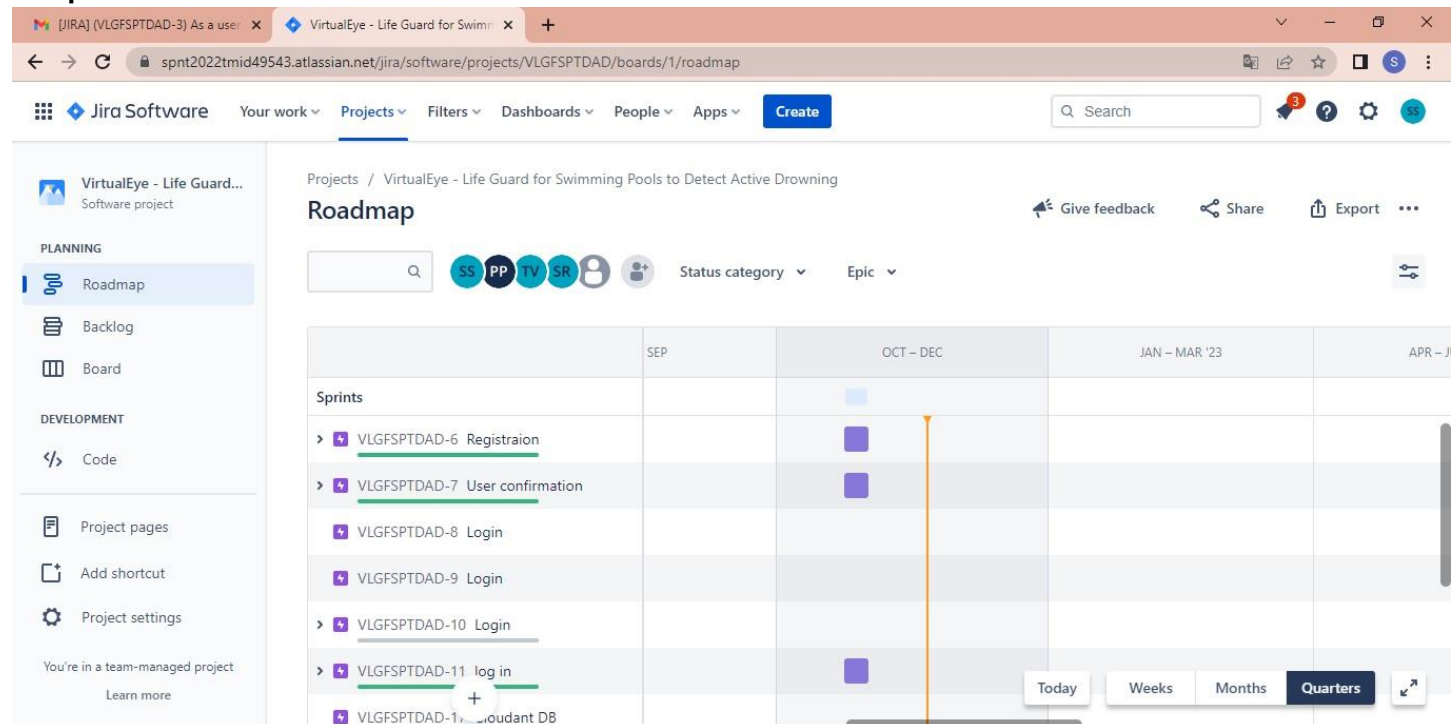 [JIRA] (VLGFSPTDAD-3) As a user
VirtualEye - Life Guard for Swimm
spnt2022tmid49543.atlassian.net/jira/software/projects/VLGFSPTDAD/boards/1/roadmap
S
Jira Software
Your work Projects Filters Dashboards People Apps Create
Search
3
SS
VirtualEye - Life Guard...
Software project
PLANNING
Roadmap
Backlog
Board
DEVELOPMENT
Code
Project pages
Add shortcut
Project settings
You're in a team-managed project
Learn more
Projects / VirtualEye - Life Guard for Swimming Pools to Detect Active Drowning
Roadmap
Give feedback Share Export
SS PP TV SR
Status category Epic
SEP OCT – DEC JAN – MAR '23 APR –
Sprints
VLGFSPTDAD-6 Registraion
VLGFSPTDAD-7 User confirmation
VLGFSPTDAD-8 Login
VLGFSPTDAD-9 Login
VLGFSPTDAD-10 Login
VLGFSPTDAD-11 log in
DB
Today Weeks Months Quarters